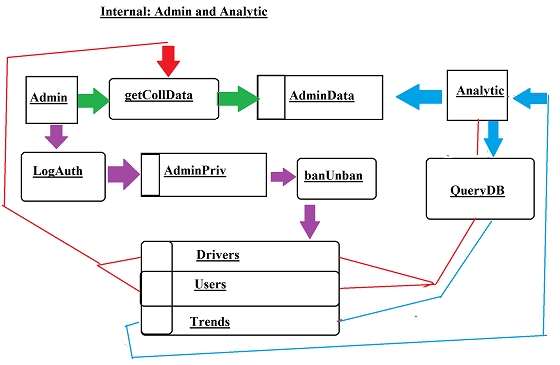 Internal: Admin and Analytic
Admin
getCollData
AdminData
Analytic
LogAuth
AdminPriv
banUnban
QueryDB
Drivers
Users
Trends